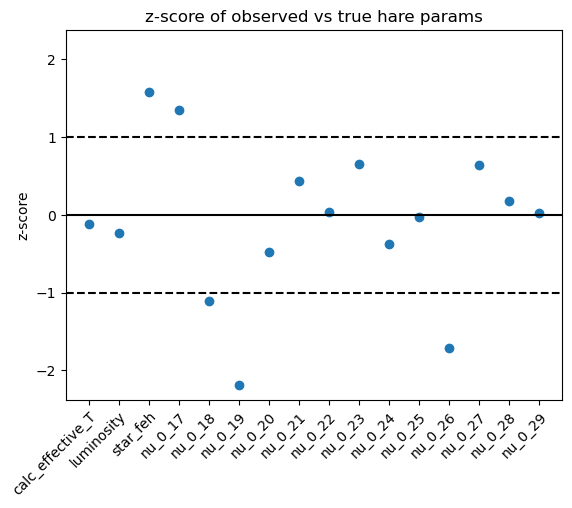 z-score of observed vs true hare params
2
1
0
−1
−2
z-score
calc_effective_T
luminosity
star_feh
nu_0_17
nu_0_18
nu_0_19
nu_0_20
nu_0_21
nu_0_22
nu_0_23
nu_0_24
nu_0_25
nu_0_26
nu_0_27
nu_0_28
nu_0_29